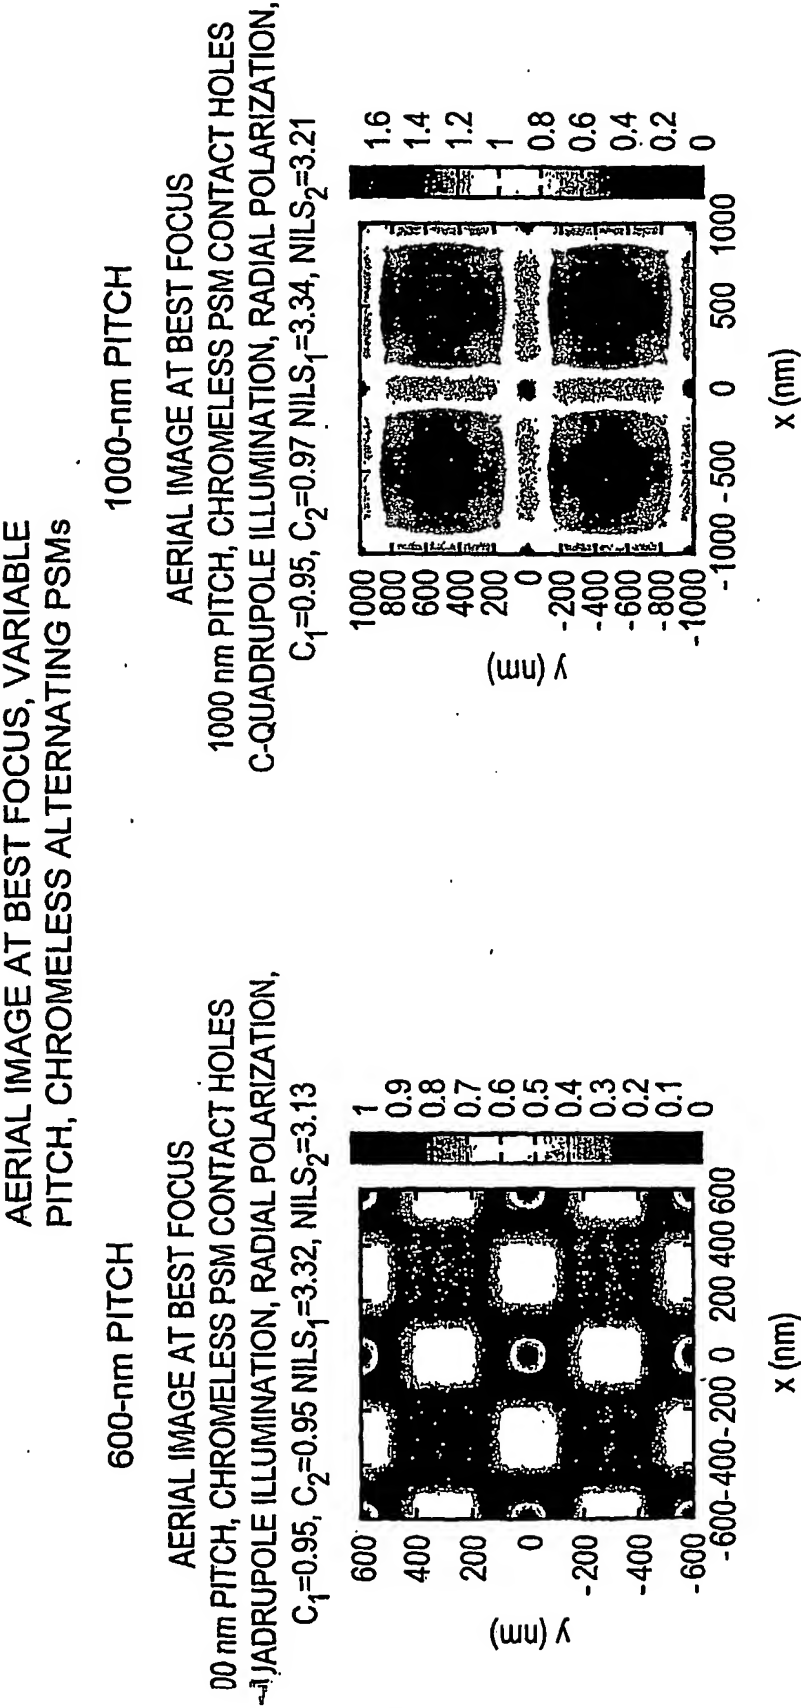 AERIAL IMAGE AT BEST FOCUS, VARIABLE
PITCH, CHROMELESS ALTERNATING PSMs
600-nm PITCH
AERIAL IMAGE AT BEST FOCUS
00 nm PITCH, CHROMELESS PSM CONTACT HOLES
JADRUPOLE ILLUMINATION, RADIAL POLARIZATION,
C1=0.95, C2=0.95 NILS1=3.32, NILS2=3.13
600
400
200
0
-200
-400
-600
y (nm)
-600-400-200 0 200 400 600
x (nm)
1
0.9
0.8
0.7
0.6
0.5
0.4
0.3
0.2
0.1
0
1000-nm PITCH
AERIAL IMAGE AT BEST FOCUS
1000 nm PITCH, CHROMELESS PSM CONTACT HOLES
C-QUADRUPOLE ILLUMINATION, RADIAL POLARIZATION,
C1=0.95, C2=0.97 NILS1=3.34, NILS2=3.21
1000
800
600
400
200
0
-200
-400
-600
-800
-1000
y (nm)
-1000 -500 0 500 1000
x (nm)
1.6
1.4
1.2
1
0.8
0.6
0.4
0.2
0